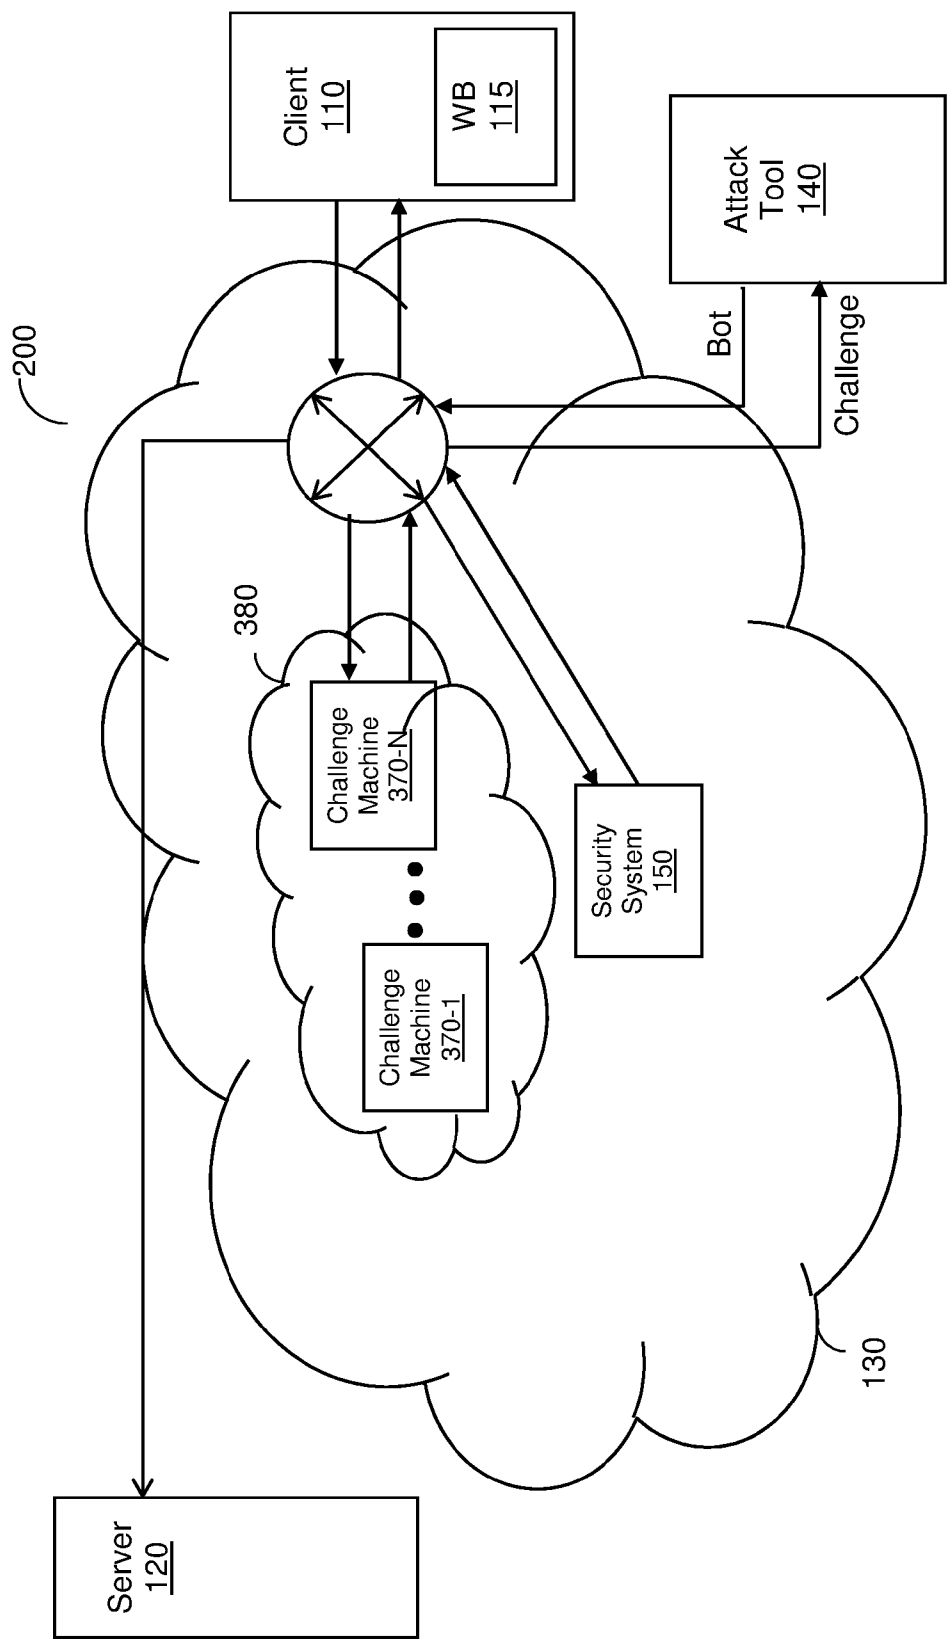 200
Client
110
WB
115
Attack
Tool
140
Bot
Challenge
380
Challenge
Machine
370-N
Challenge
Machine
370-1
Security
System
150
Server
120
130